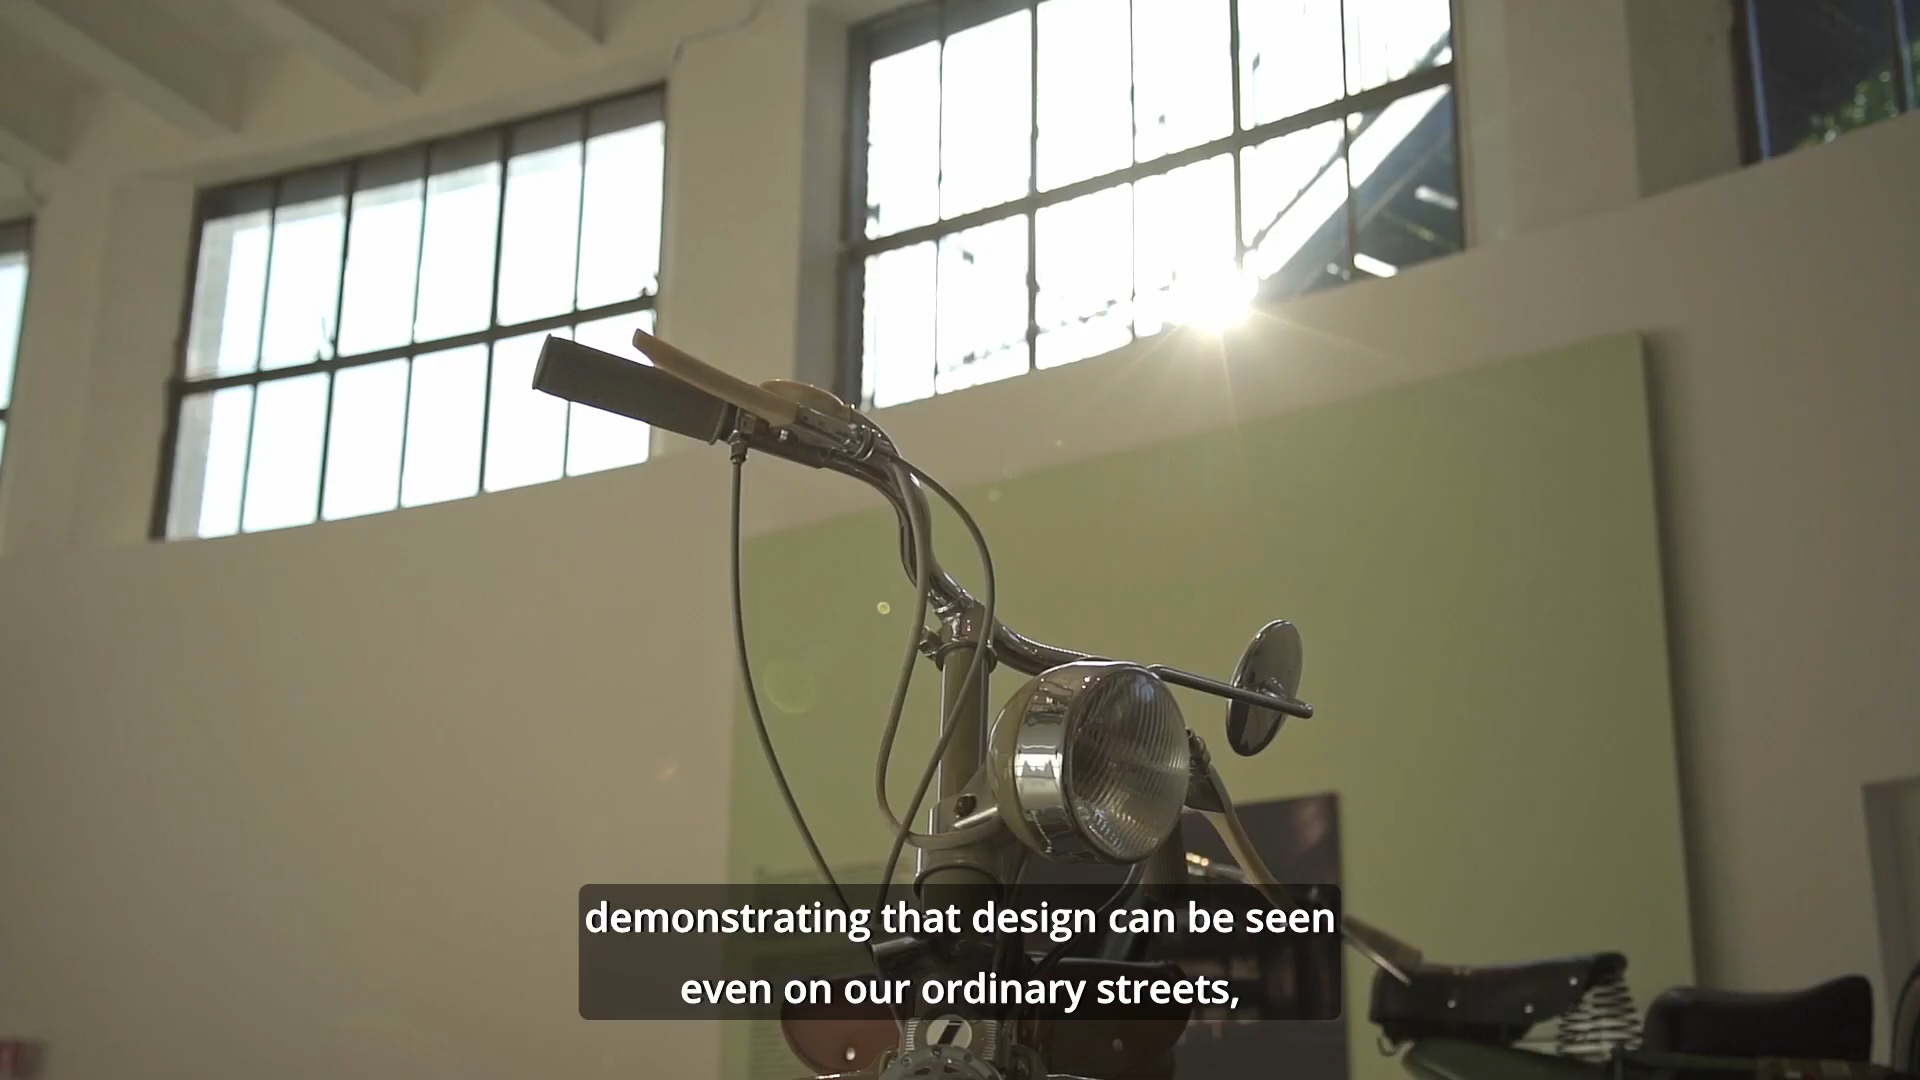 demonstrating that design can be seen
even on our ordinary streets,